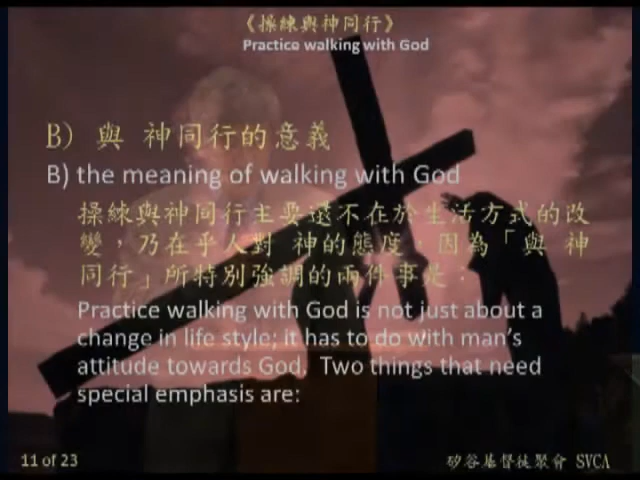 《操練與神同行》
Practice walking with God
B) 與 神同行的意義
B) the meaning of walking with God
操練與神同行主要還不在於生活方式的改
變，乃在乎人對 神的態度，因為「與 神
同行」所特別強調的兩件事是：
Practice walking with God is not just about a
change in life style; it has to do with man's
attitude towards God. Two things that need
special emphasis are:
11 of 23
矽谷基督徒聚會 SVCA